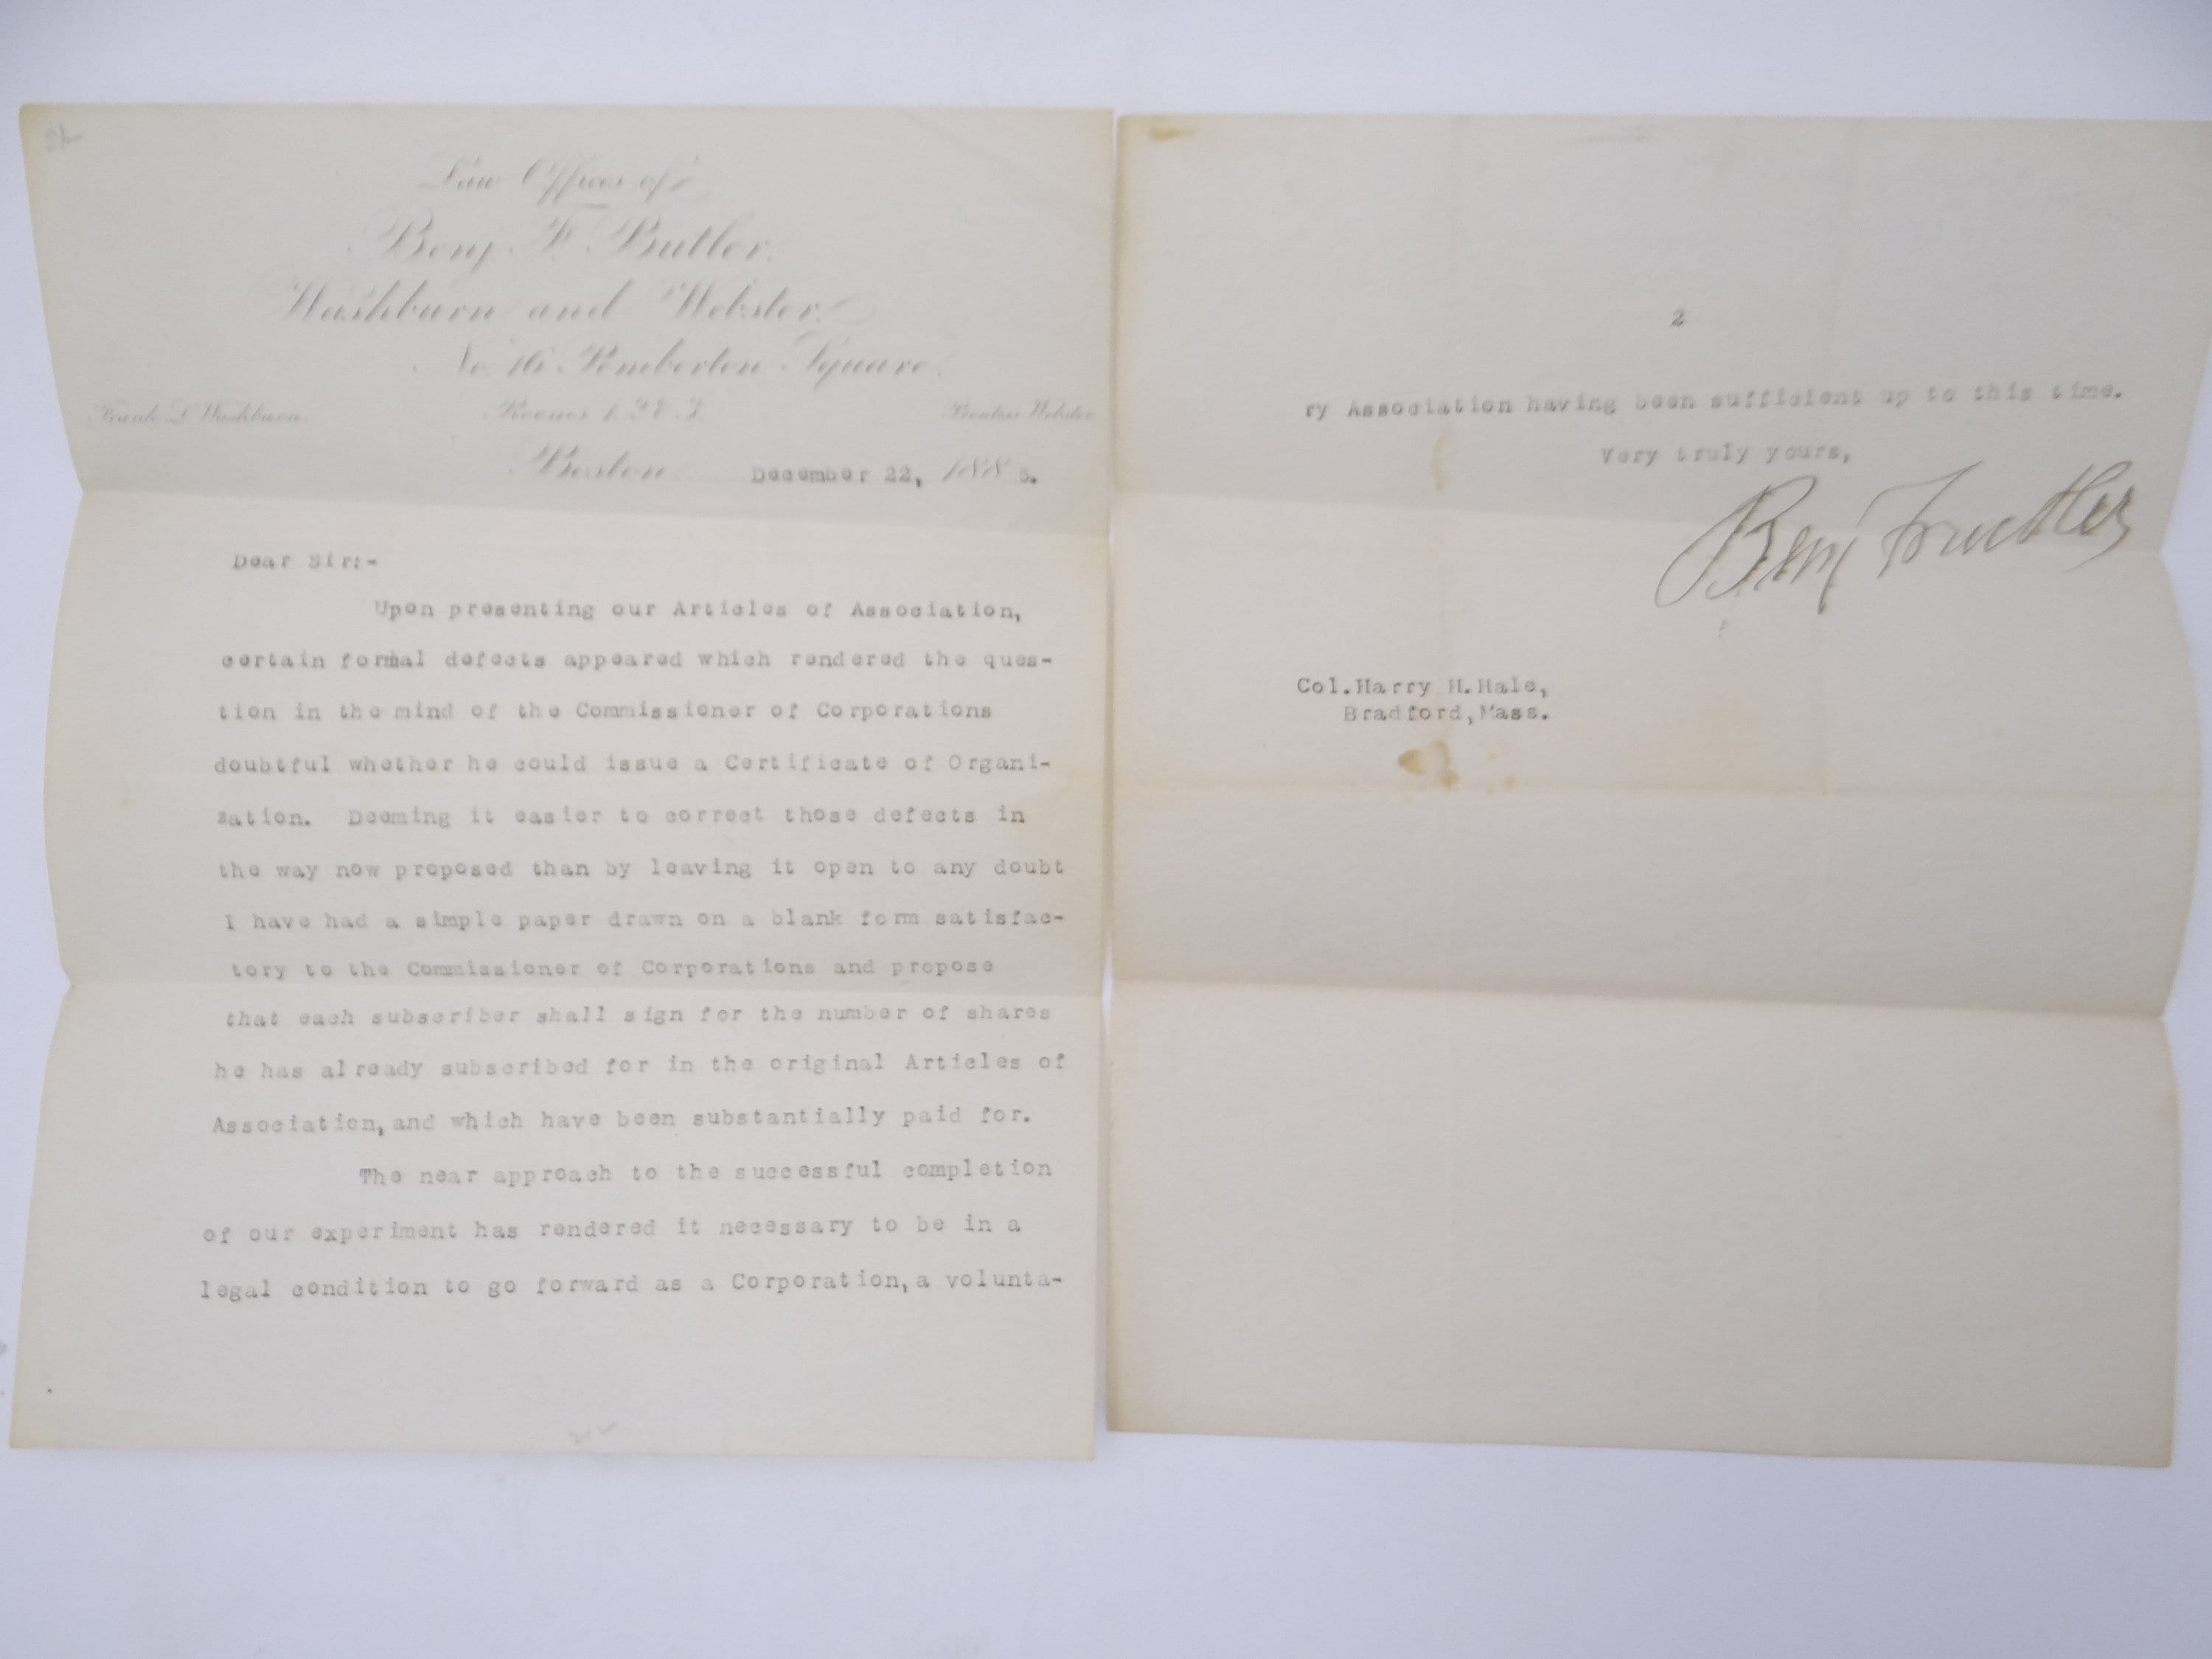 Law Offices of
Benj. F. Butler.
Washburn and Webster.
No. 16 Pemberton Square.
Frank L. Washburn. Rooms 1, 2 & 3. Prentiss Webster
Boston December 22, 1885.
Dear Sir:-
Upon presenting our Articles of Association,
certain formal defects appeared which rendered the ques-
tion in the mind of the Commissioner of Corporations
doubtful whether he could issue a Certificate of Organi-
zation. Deeming it easier to correct those defects in
the way now proposed than by leaving it open to any doubt
I have had a simple paper drawn on a blank form satisfac-
tory to the Commissioner of Corporations and propose
that each subscriber shall sign for the number of shares
he has already subscribed for in the original Articles of
Association, and which have been substantially paid for.
The near approach to the successful completion
of our experiment has rendered it necessary to be in a
legal condition to go forward as a Corporation, a volunta-
2
ry Association having been sufficient up to this time.
Very truly yours,
Benj F Butler
Col. Harry H. Hale,
Bradford, Mass.